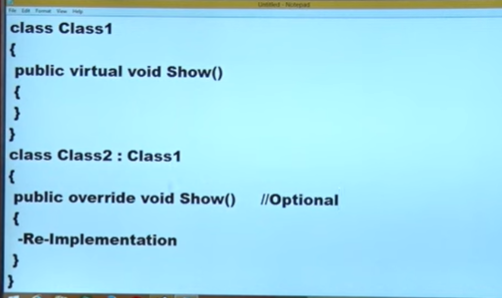 Untitled - Notepad
File Edit Format View Help
class Class1
{
public virtual void Show()
{
}
}
class Class2 : Class1
{
public override void Show() //Optional
{
-Re-Implementation
}
}